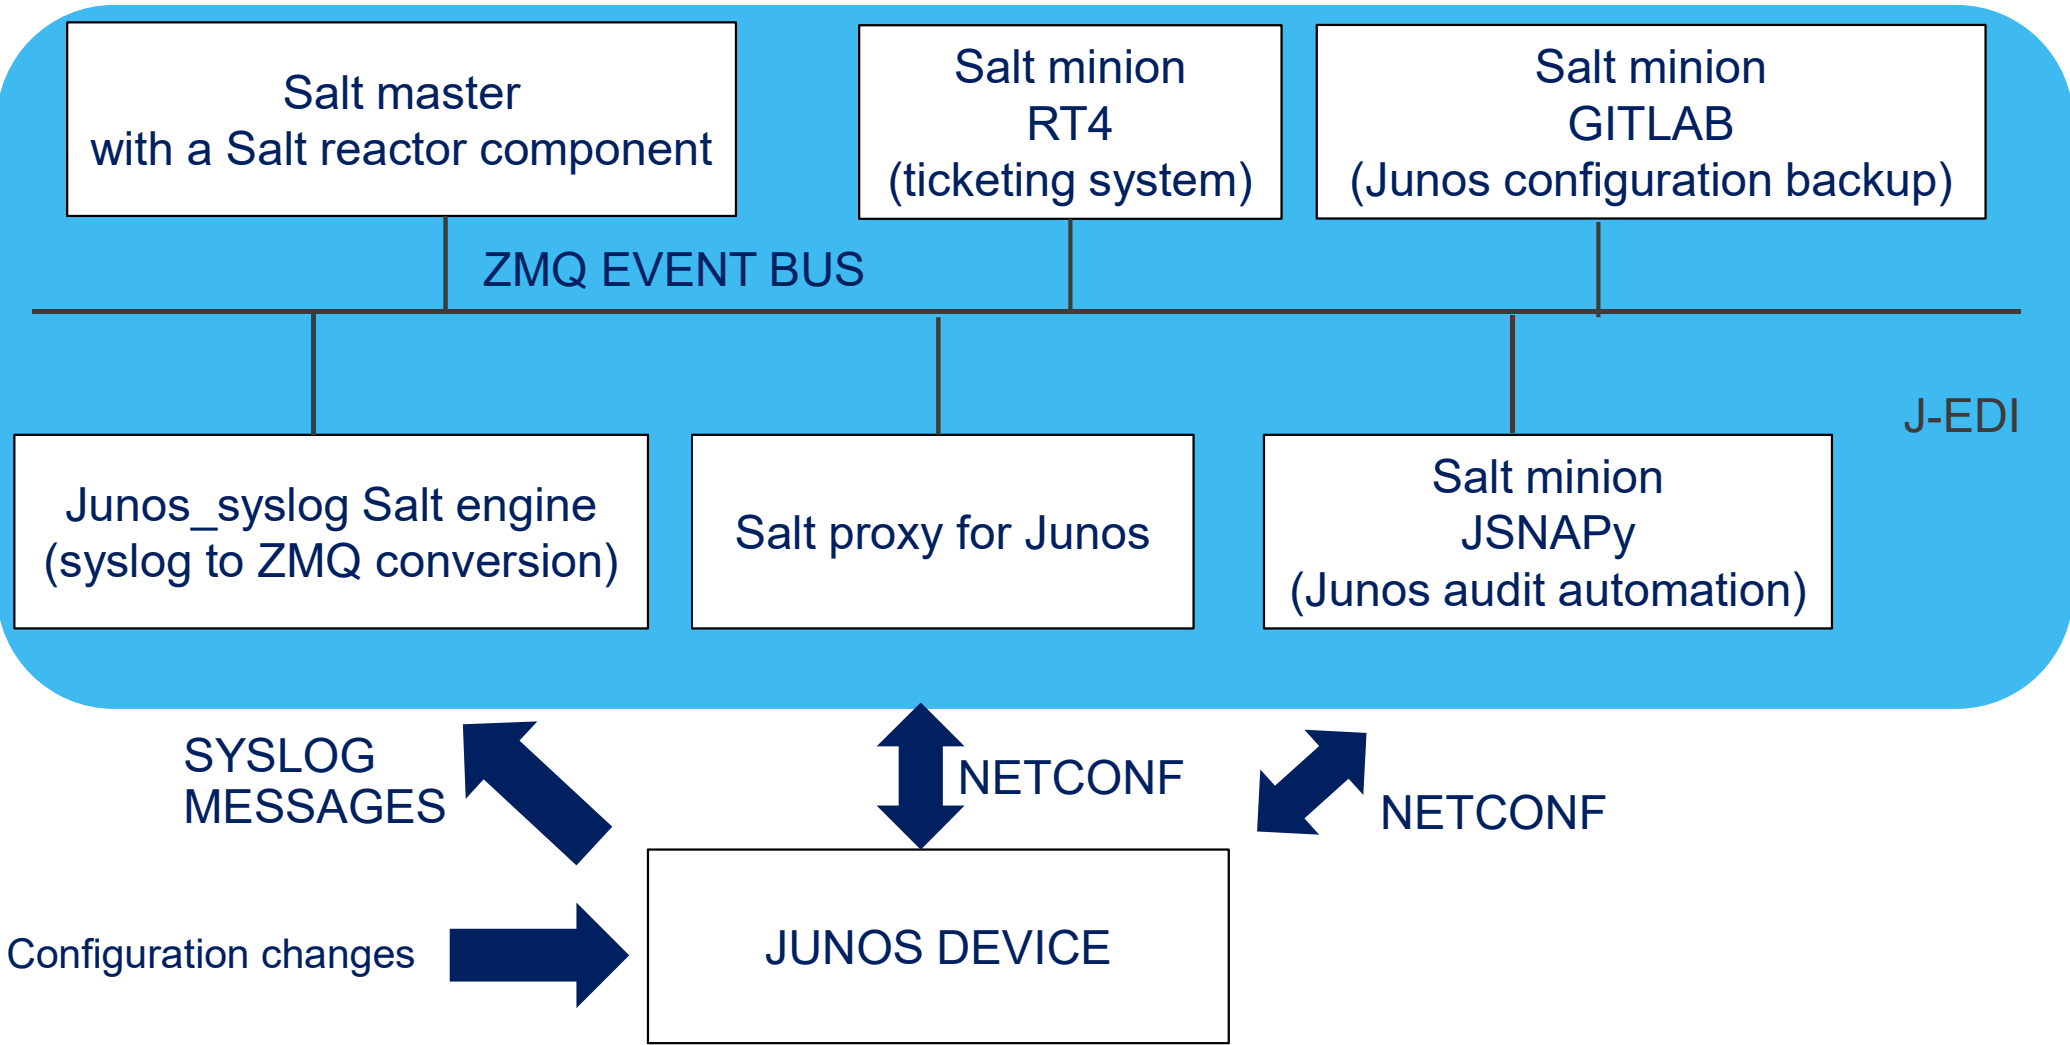 Salt master
with a Salt reactor component
Salt minion
RT4
(ticketing system)
Salt minion
GITLAB
(Junos configuration backup)
ZMQ EVENT BUS
J-EDI
Junos_syslog Salt engine
(syslog to ZMQ conversion)
Salt proxy for Junos
Salt minion
JSNAPy
(Junos audit automation)
SYSLOG
MESSAGES
NETCONF
NETCONF
Configuration changes
JUNOS DEVICE